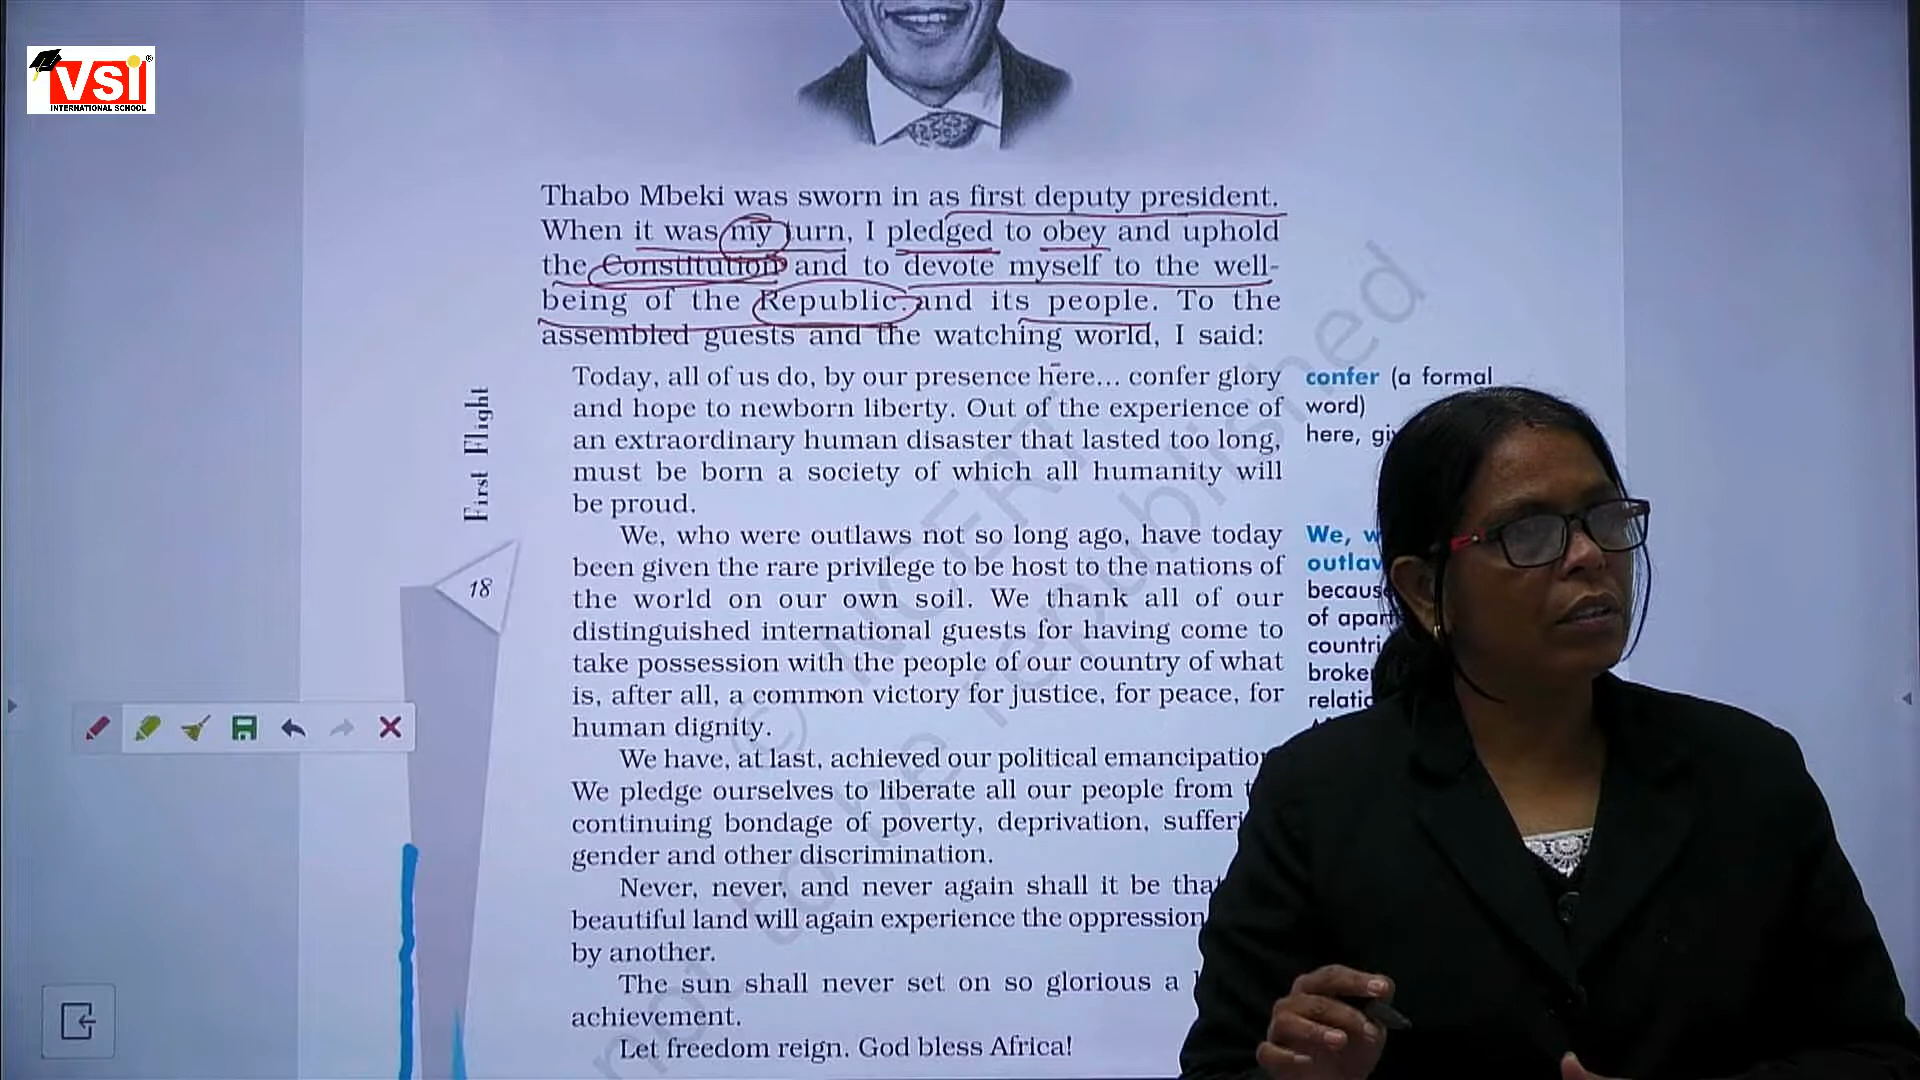 VSI
INTERNATIONAL SCHOOL
Thabo Mbeki was sworn in as first deputy president.
When it was my turn, I pledged to obey and uphold
the Constitution and to devote myself to the well-
being of the Republic and its people. To the
assembled guests and the watching world, I said:
Today, all of us do, by our presence here... confer glory
and hope to newborn liberty. Out of the experience of
an extraordinary human disaster that lasted too long,
must be born a society of which all humanity will
be proud.
We, who were outlaws not so long ago, have today
been given the rare privilege to be host to the nations of
the world on our own soil. We thank all of our
distinguished international guests for having come to
take possession with the people of our country of what
is, after all, a common victory for justice, for peace, for
human dignity.
We have, at last, achieved our political emancipation
We pledge ourselves to liberate all our people from
continuing bondage of poverty, deprivation,
gender and other discrimination.
Never, never, and never again shall it be that
beautiful land will again experience the oppression
by another.
The sun shall never set on so glorious a
achievement.
Let freedom reign. God bless Africa!
confer (a formal
word)
here,
We,
of
First Flight
18
© NCERT
not to be republished